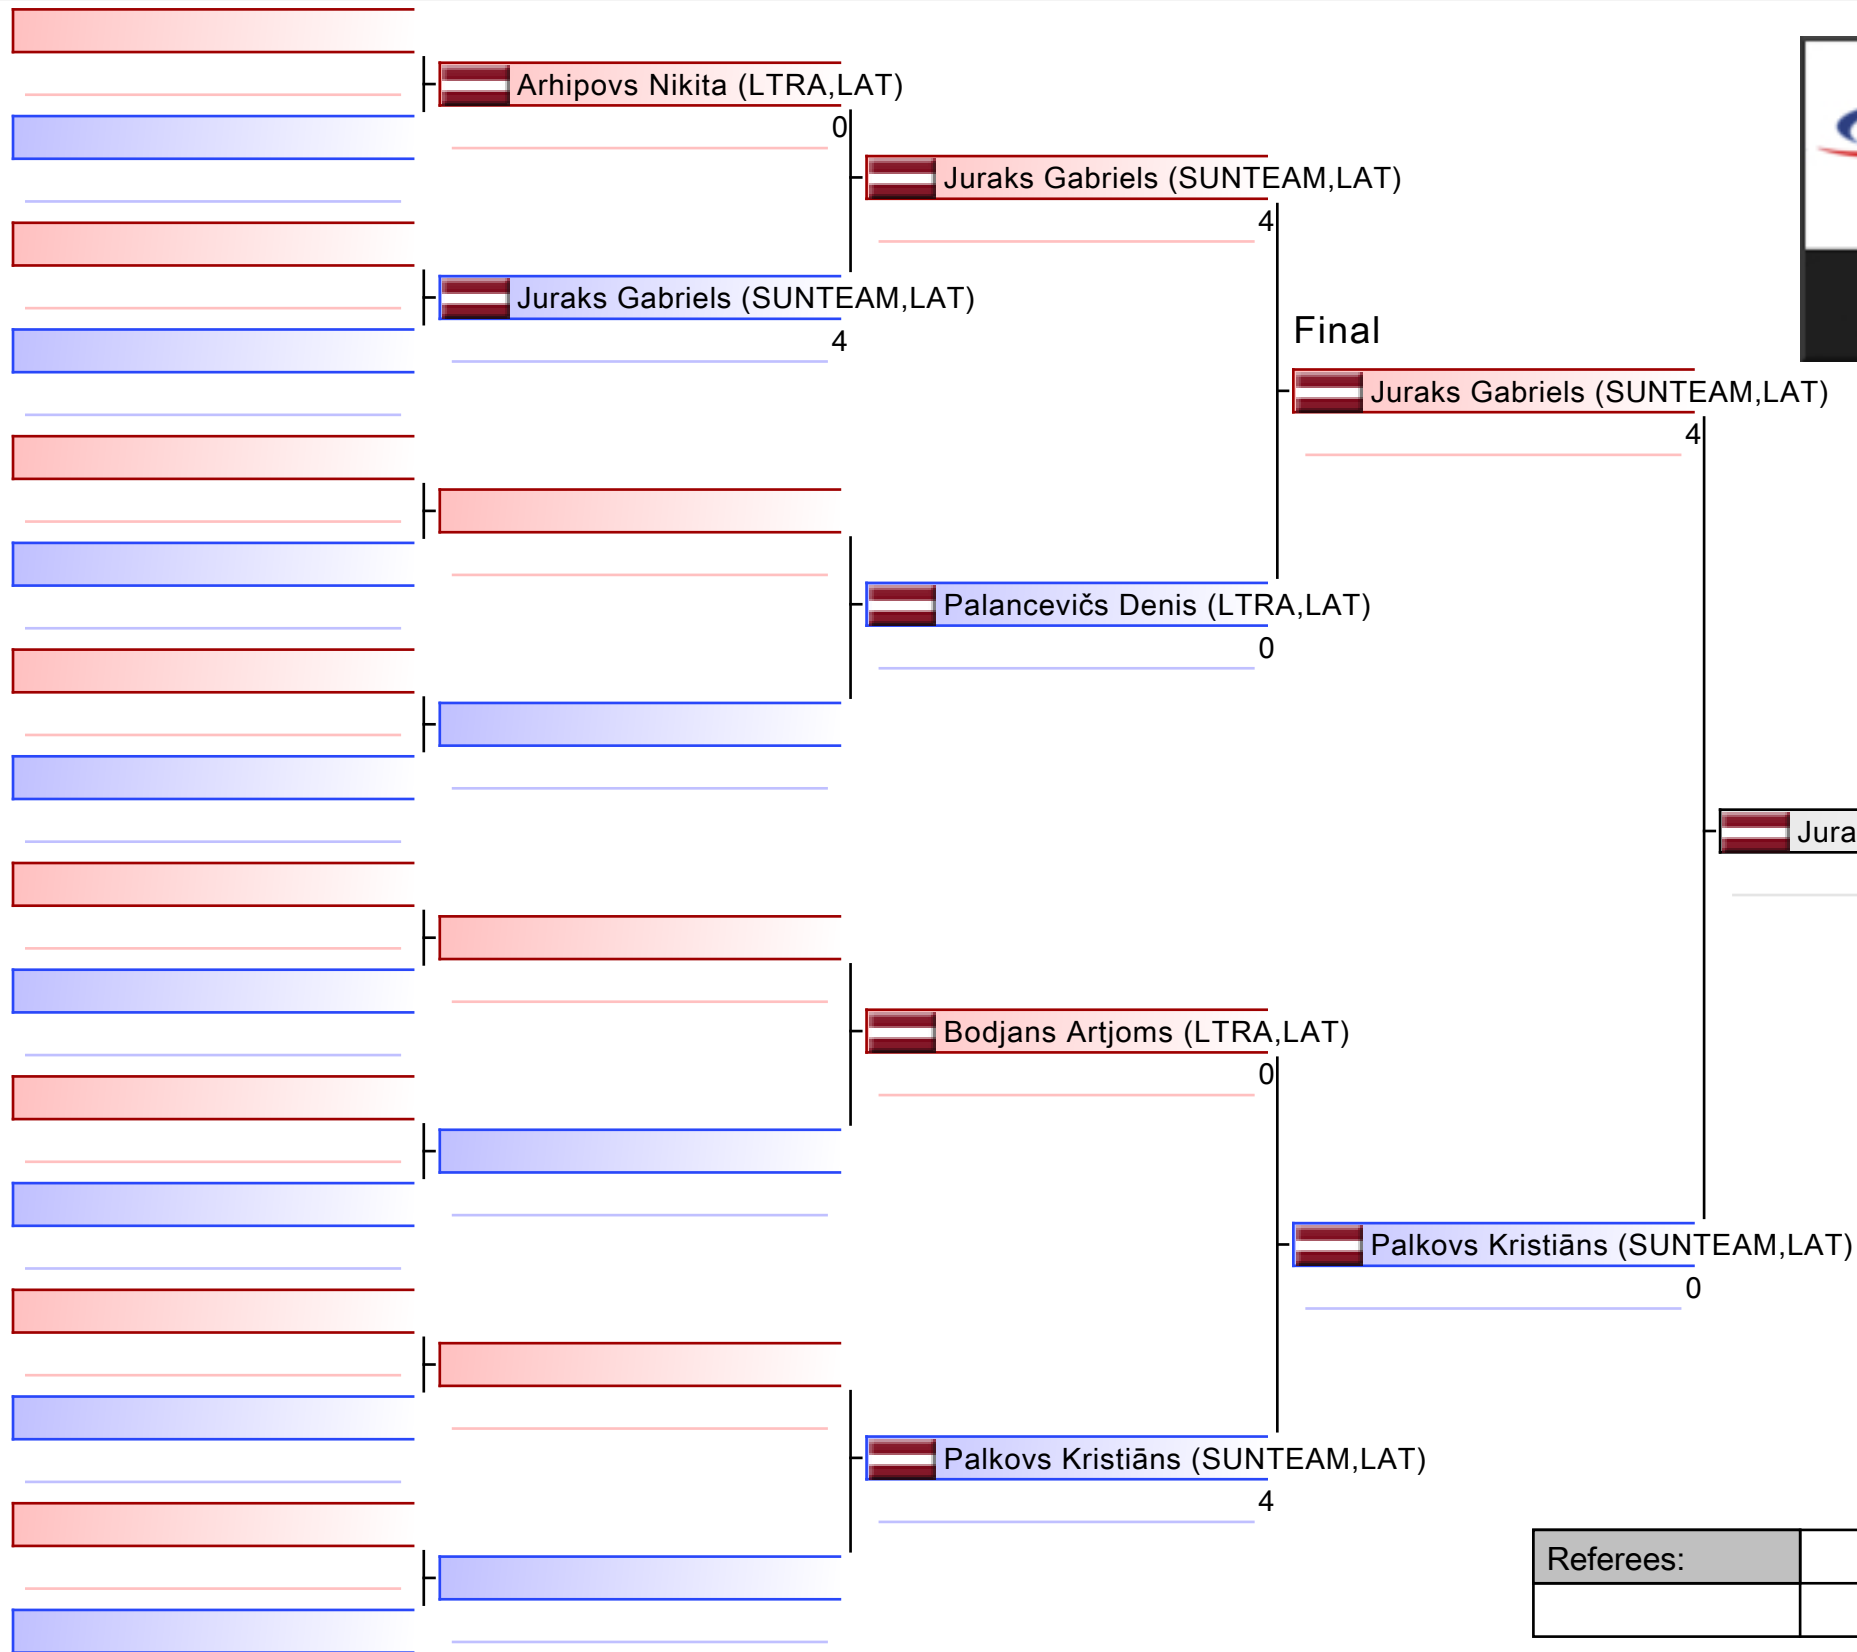 Arhipovs Nikita (LTRA,LAT)
0
Juraks Gabriels (SUNTEAM,LAT)
4
Juraks Gabriels (SUNTEAM,LAT)
4
Final
Juraks Gabriels (SUNTEAM,LAT)
4
Palancevičs Denis (LTRA,LAT)
0
Jura
Bodjans Artjoms (LTRA,LAT)
0
Palkovs Kristiāns (SUNTEAM,LAT)
0
Palkovs Kristiāns (SUNTEAM,LAT)
4
Referees: